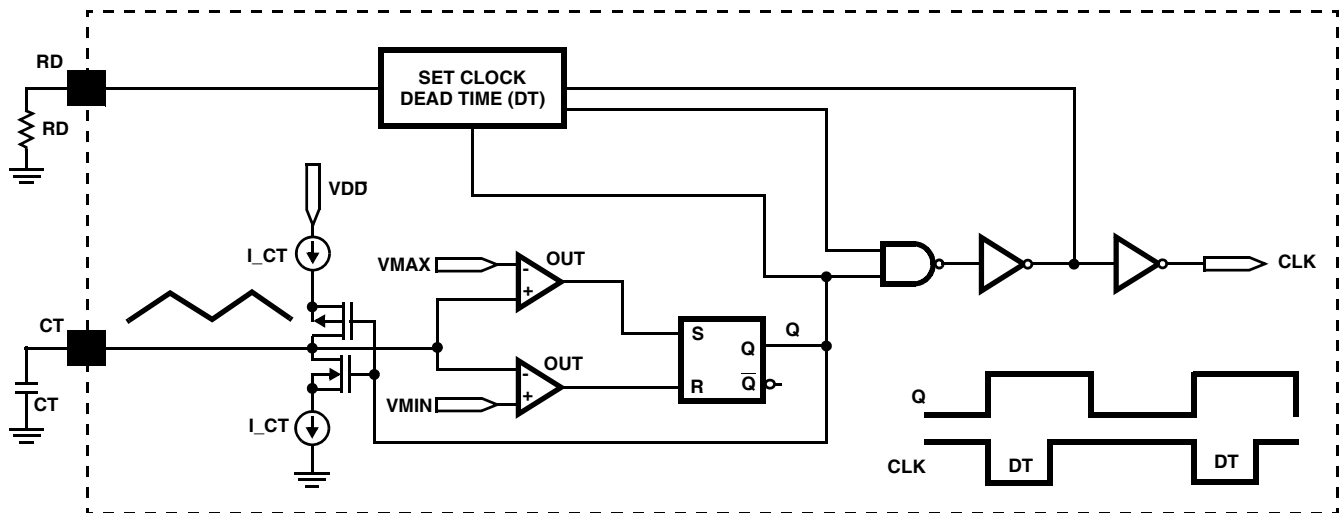 RD
RD
SET CLOCK
DEAD TIME (DT)
VDD
I_CT
VMAX
OUT
-
+
CLK
CT
CT
S
R
Q
Q
Q
OUT
-
+
VMIN
I_CT
Q
CLK
DT
DT